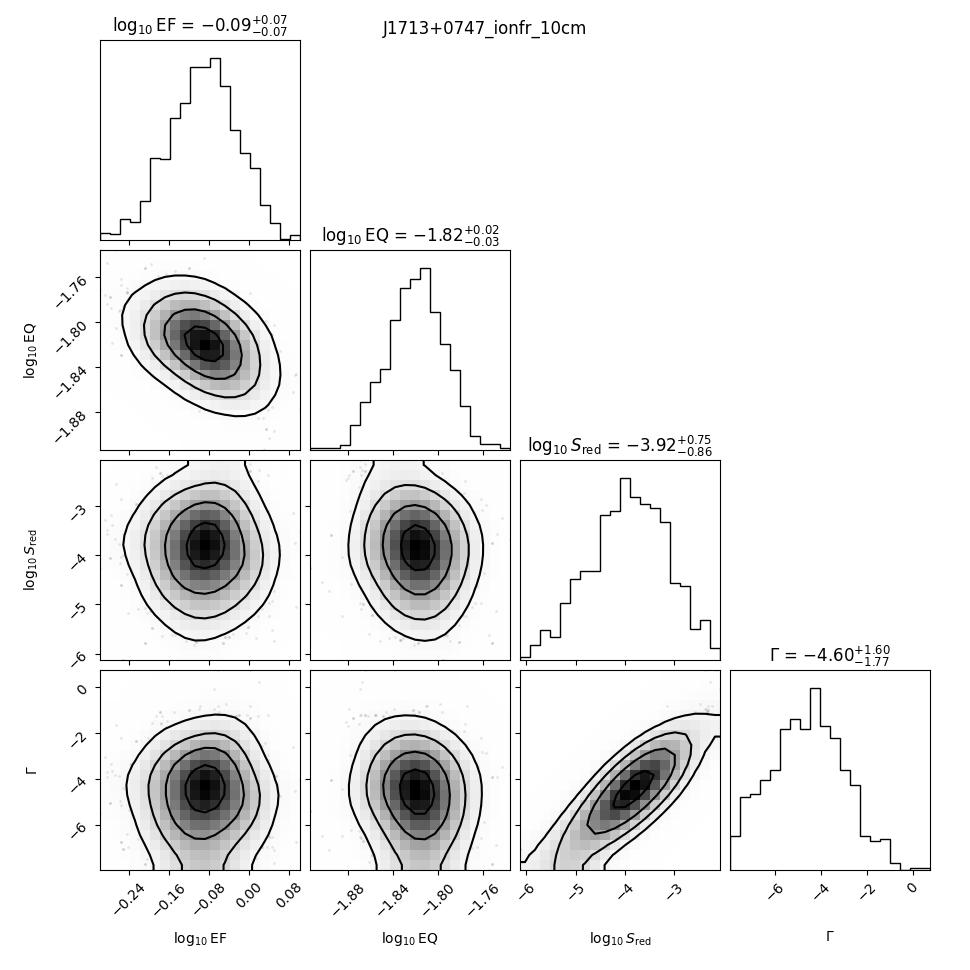 J1713+0747_ionfr_10cm
log₁₀ EF = −0.09+0.07−0.07
log₁₀ EQ = −1.82+0.02−0.03
−1.76
−1.80
−1.84
−1.88
log₁₀ EQ
log₁₀ S_red = −3.92+0.75−0.86
−3
−4
−5
−6
log₁₀ S_red
Γ = −4.60+1.60−1.77
0
−2
−4
−6
Γ
−0.24 −0.16 −0.08 0.00 0.08
−1.88 −1.84 −1.80 −1.76
−6 −5 −4 −3
−6 −4 −2 0
log₁₀ EF
log₁₀ EQ
log₁₀ S_red
Γ